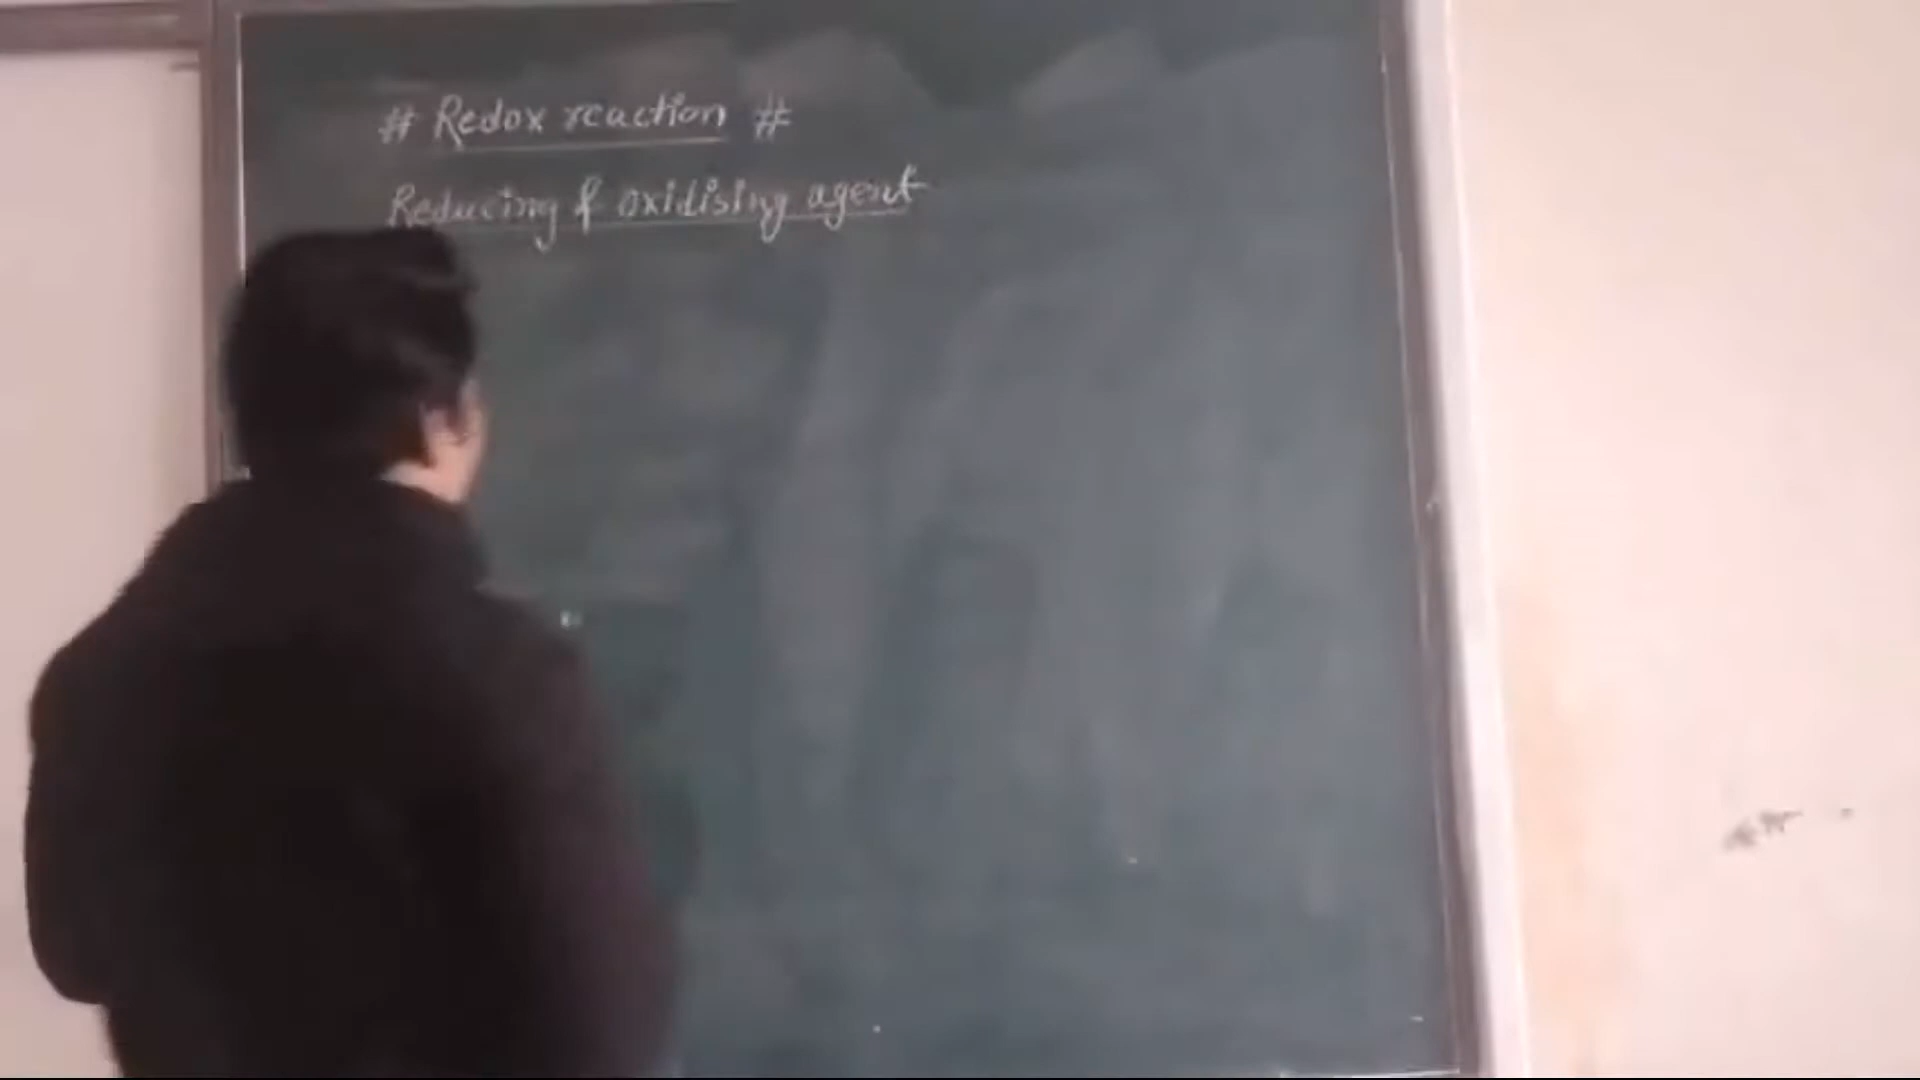 # Redox reaction #
Reducing & oxidising agent